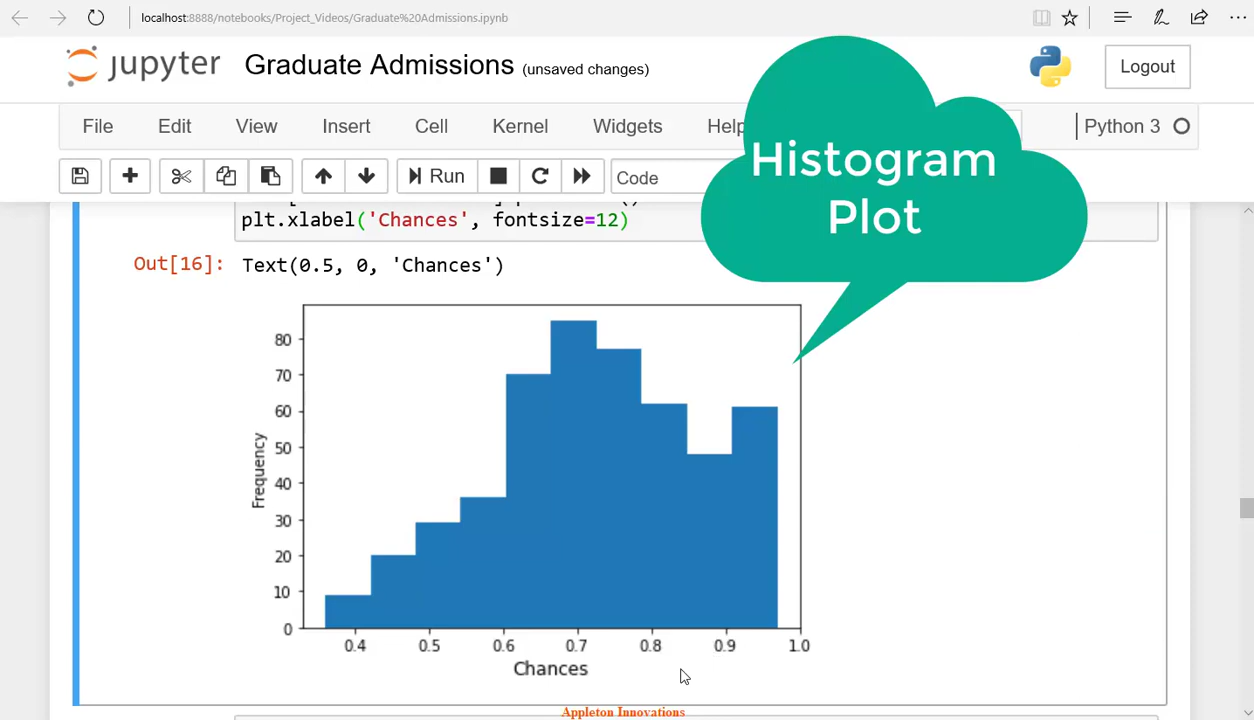 localhost:8888/notebooks/Project_Videos/Graduate%20Admissions.ipynb
jupyter Graduate Admissions (unsaved changes)
Logout
File Edit View Insert Cell Kernel Widgets Help
Python 3
Run
Code
Histogram
Plot
plt.xlabel('Chances', fontsize=12)
Out[16]: Text(0.5, 0, 'Chances')
80
70
60
50
40
30
20
10
0
Frequency
0.4 0.5 0.6 0.7 0.8 0.9 1.0
Chances
Appleton Innovations